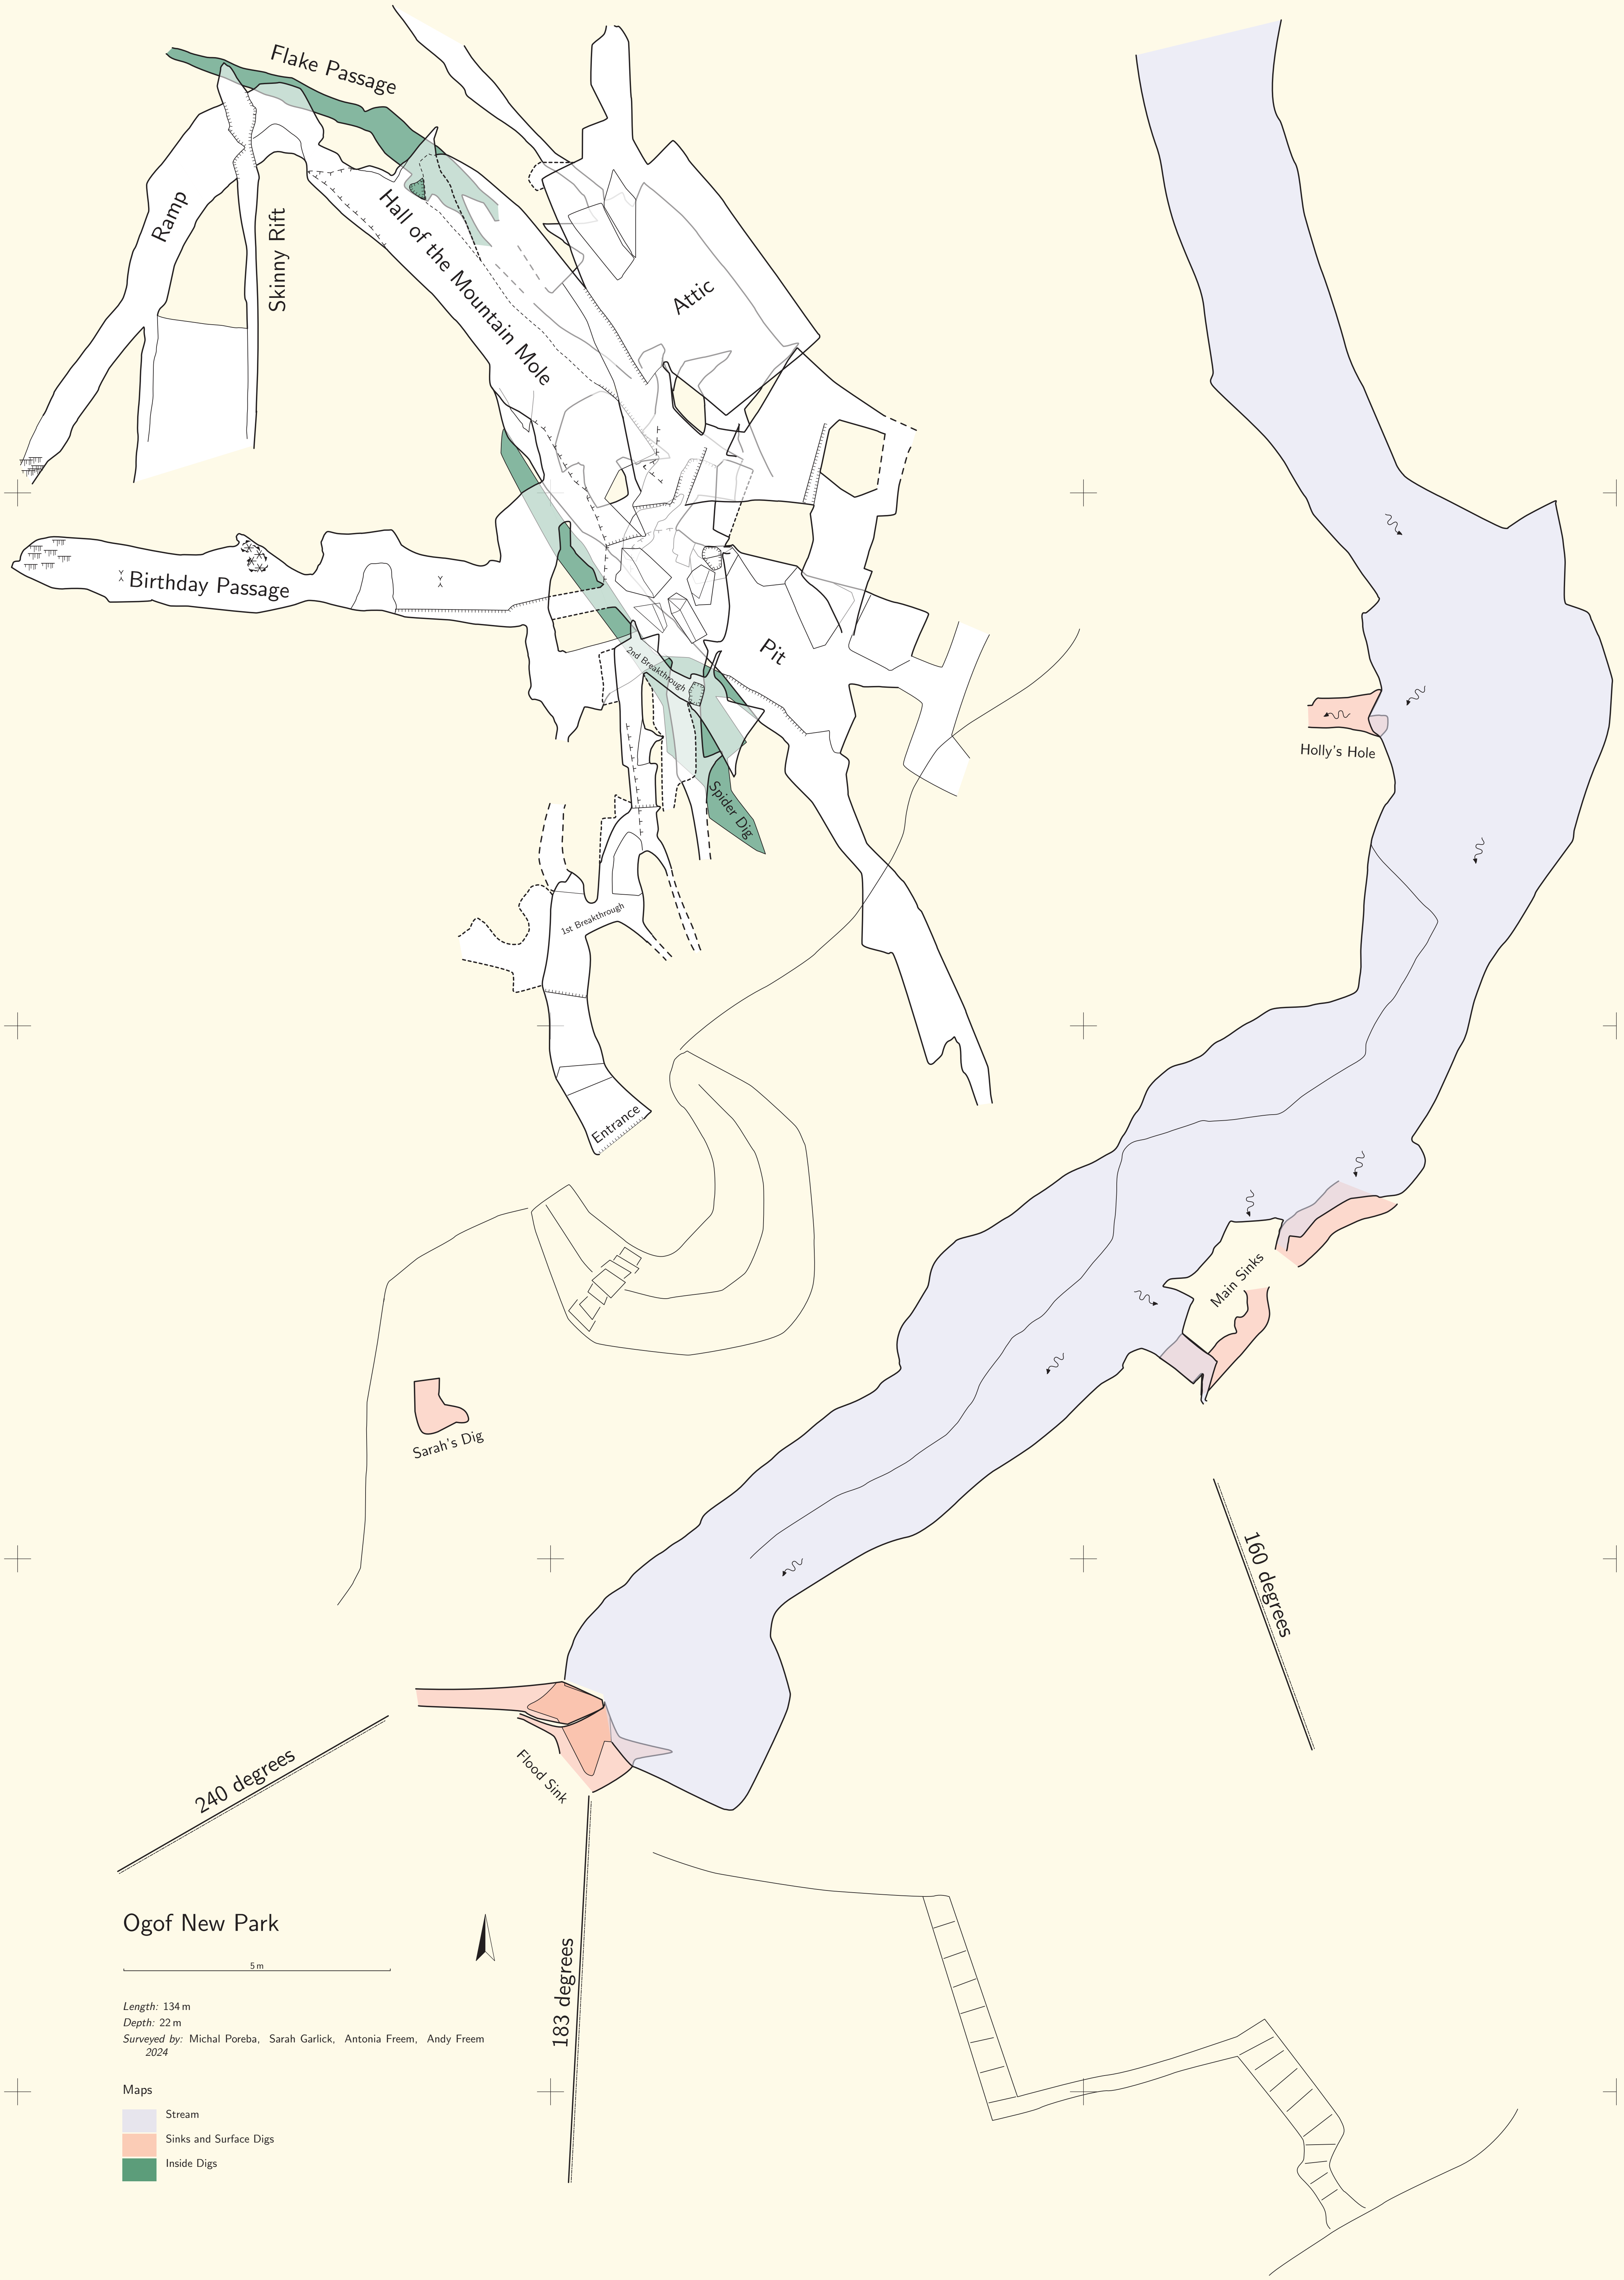 Flake Passage
Ramp
Skinny Rift
Hall of the Mountain Mole
Attic
Birthday Passage
2nd Breakthrough
Pit
Holly's Hole
Spider Dig
1st Breakthrough
Entrance
Main Sinks
Sarah's Dig
160 degrees
240 degrees
Flood Sink
183 degrees
Ogof New Park
5 m
Length: 134 m
Depth: 22 m
Surveyed by: Michal Poreba, Sarah Garlick, Antonia Freem, Andy Freem
2024
Maps
Stream
Sinks and Surface Digs
Inside Digs